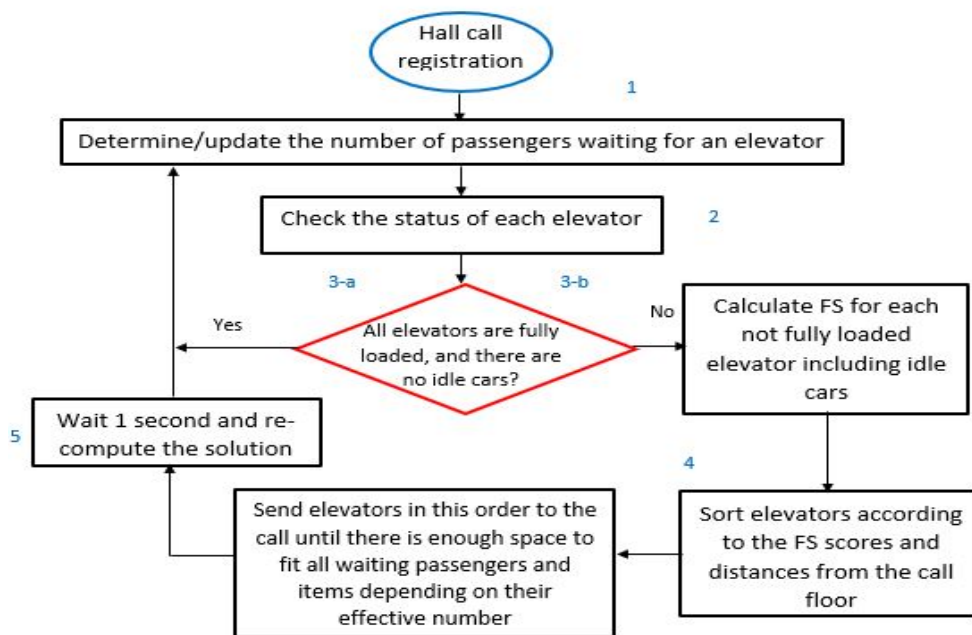 Hall call
registration
1
Determine/update the number of passengers waiting for an elevator
Check the status of each elevator
2
3-a
3-b
Yes
All elevators are fully
loaded, and there are
no idle cars?
No
Calculate FS for each
not fully loaded
elevator including idle
cars
5
Wait 1 second and re-
compute the solution
4
Sort elevators according
to the FS scores and
distances from the call
floor
Send elevators in this order to the
call until there is enough space to
fit all waiting passengers and
items depending on their
effective number